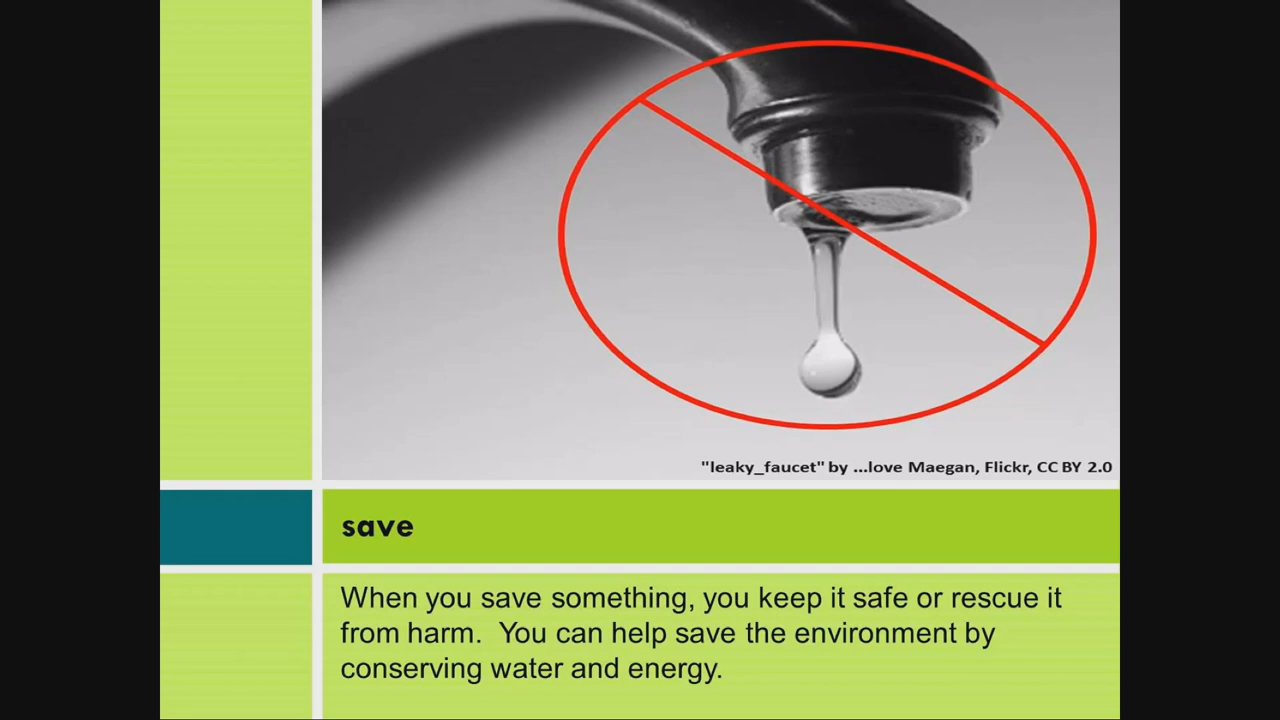 "leaky_faucet" by ...love Maegan, Flickr, CC BY 2.0
save
When you save something, you keep it safe or rescue it
from harm.  You can help save the environment by
conserving water and energy.